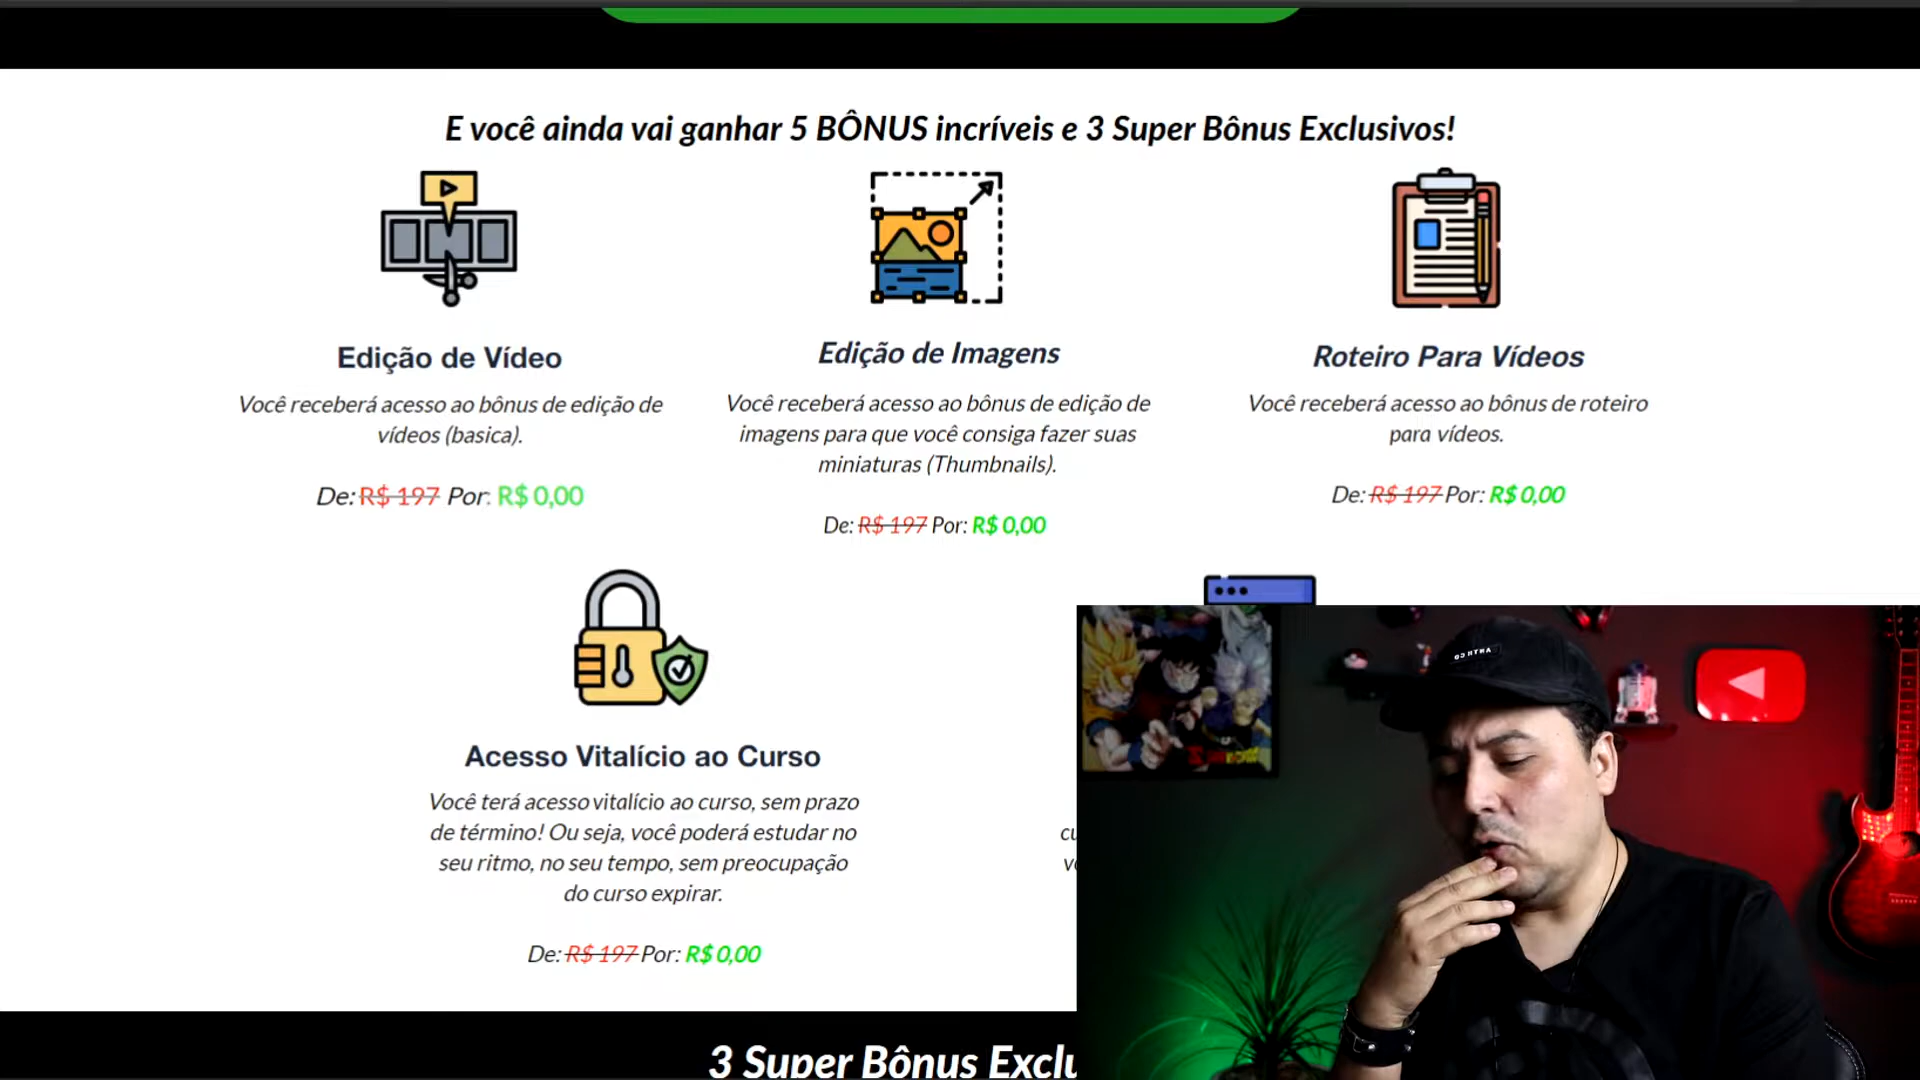 E você ainda vai ganhar 5 BÔNUS incríveis e 3 Super Bônus Exclusivos!
Edição de Vídeo
Você receberá acesso ao bônus de edição de
vídeos (basica).
De: R$ 197 Por: R$ 0,00
Edição de Imagens
Você receberá acesso ao bônus de edição de
imagens para que você consiga fazer suas
miniaturas (Thumbnails).
De: R$ 197 Por: R$ 0,00
Roteiro Para Vídeos
Você receberá acesso ao bônus de roteiro
para vídeos.
De: R$ 197 Por: R$ 0,00
Acesso Vitalício ao Curso
Você terá acesso vitalício ao curso, sem prazo
de término! Ou seja, você poderá estudar no
seu ritmo, no seu tempo, sem preocupação
do curso expirar.
De: R$ 197 Por: R$ 0,00
3 Super Bônus